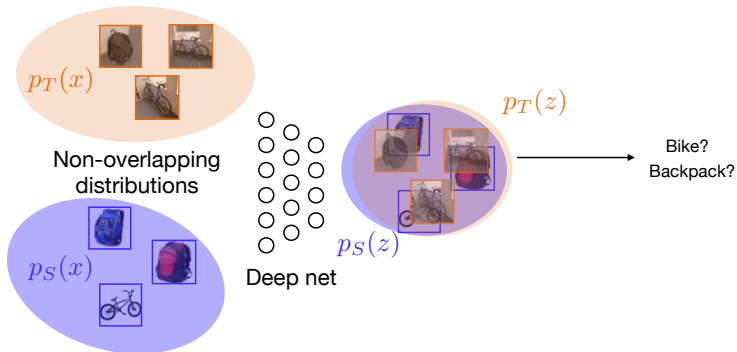 p_T(x)
Non-overlapping
distributions
p_S(x)
Deep net
p_T(z)
p_S(z)
Bike?
Backpack?